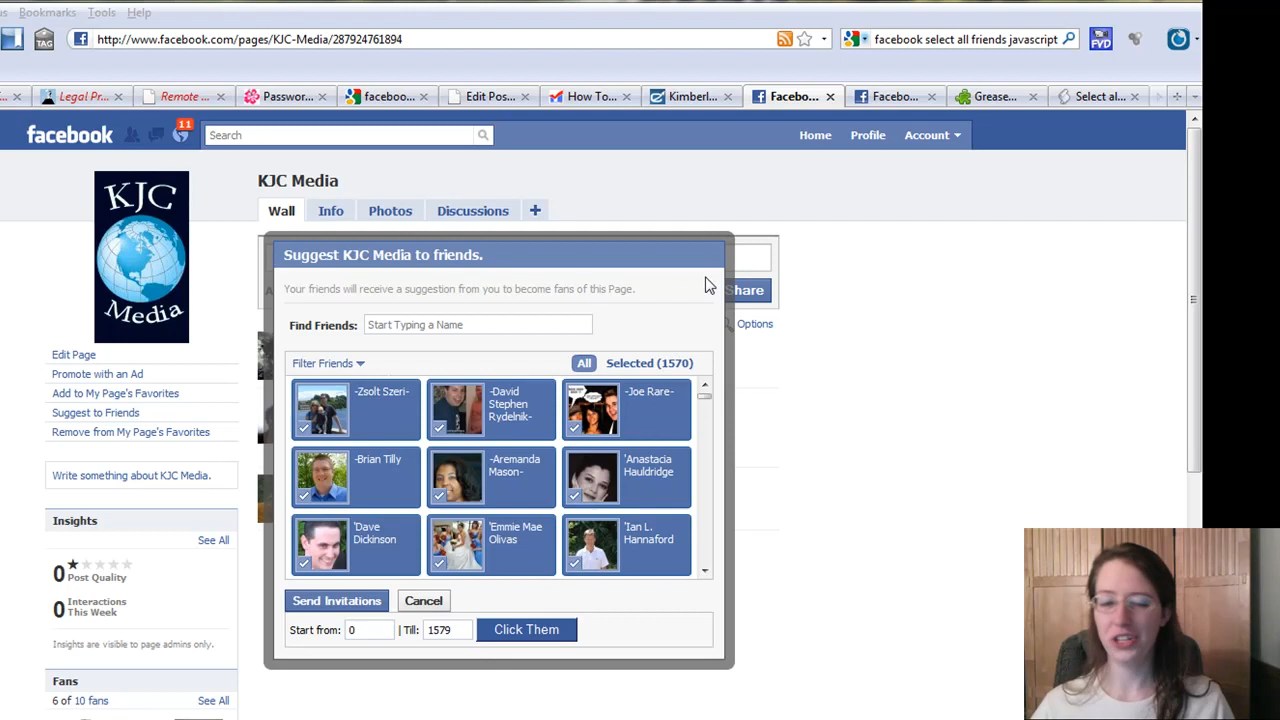 Bookmarks Tools Help
TAG
http://www.facebook.com/pages/KJC-Media/287924761894
facebook select all friends javascript
FYD
Legal Pr...
Remote ...
Passwor...
faceboo...
Edit Pos...
How To...
Kimberl...
Facebo...
Facebo...
Grease...
Select al...
facebook
11
Search
Home Profile Account
KJC Media
KJC Media
Wall Info Photos Discussions +
Suggest KJC Media to friends.
Your friends will receive a suggestion from you to become fans of this Page.
Share
Find Friends: Start Typing a Name
Options
Filter Friends All Selected (1570)
-Zsolt Szeri-
-David Stephen Rydelnik-
-Joe Rare-
-Brian Tilly
-Aremanda Mason-
'Anastacia Hauldridge
'Dave Dickinson
'Emmie Mae Olivas
'Ian L. Hannaford
Send Invitations Cancel
Start from: 0 | Till: 1579 Click Them
Edit Page
Promote with an Ad
Add to My Page's Favorites
Suggest to Friends
Remove from My Page's Favorites
Write something about KJC Media.
Insights
See All
0 Post Quality
0 Interactions This Week
Insights are visible to page admins only.
Fans
6 of 10 fans See All